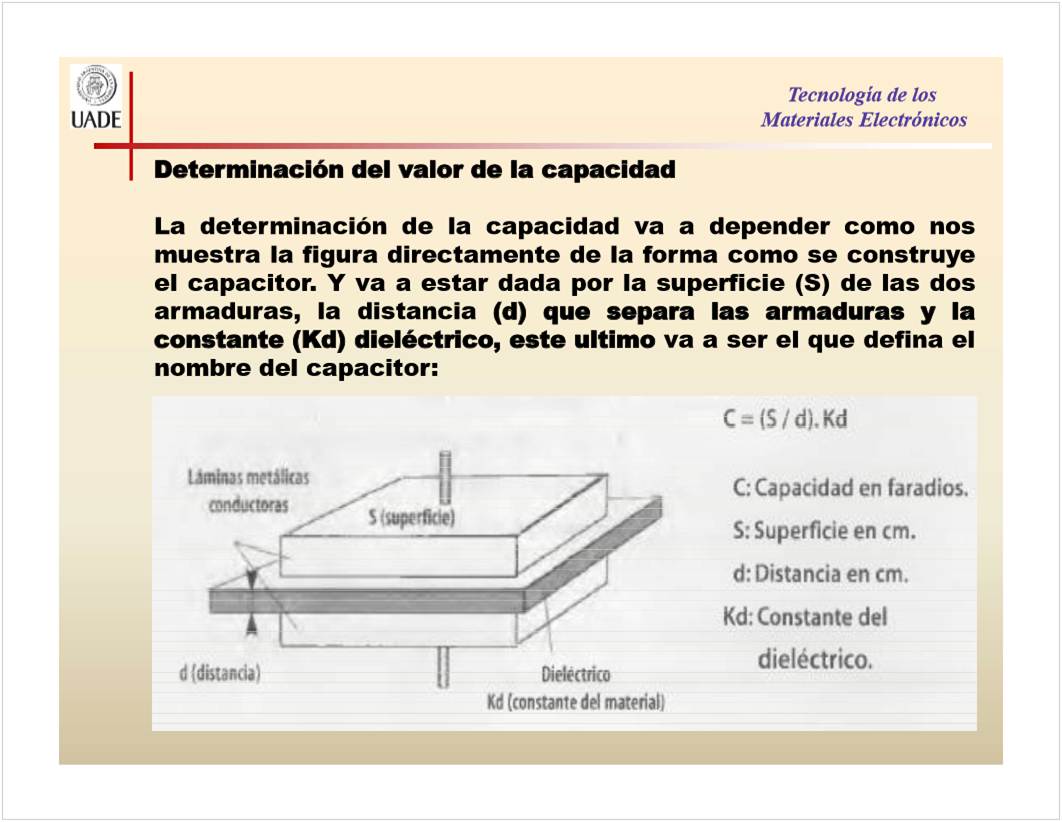 UADE
Tecnología de los
Materiales Electrónicos
Determinación del valor de la capacidad
La determinación de la capacidad va a depender como nos
muestra la figura directamente de la forma como se construye
el capacitor. Y va a estar dada por la superficie (S) de las dos
armaduras, la distancia (d) que separa las armaduras y la
constante (Kd) dieléctrico, este ultimo va a ser el que defina el
nombre del capacitor:
Láminas metálicas
conductoras
S (superficie)
d (distancia)
Dieléctrico
Kd (constante del material)
C = (S / d). Kd
C: Capacidad en faradios.
S: Superficie en cm.
d: Distancia en cm.
Kd: Constante del
dieléctrico.